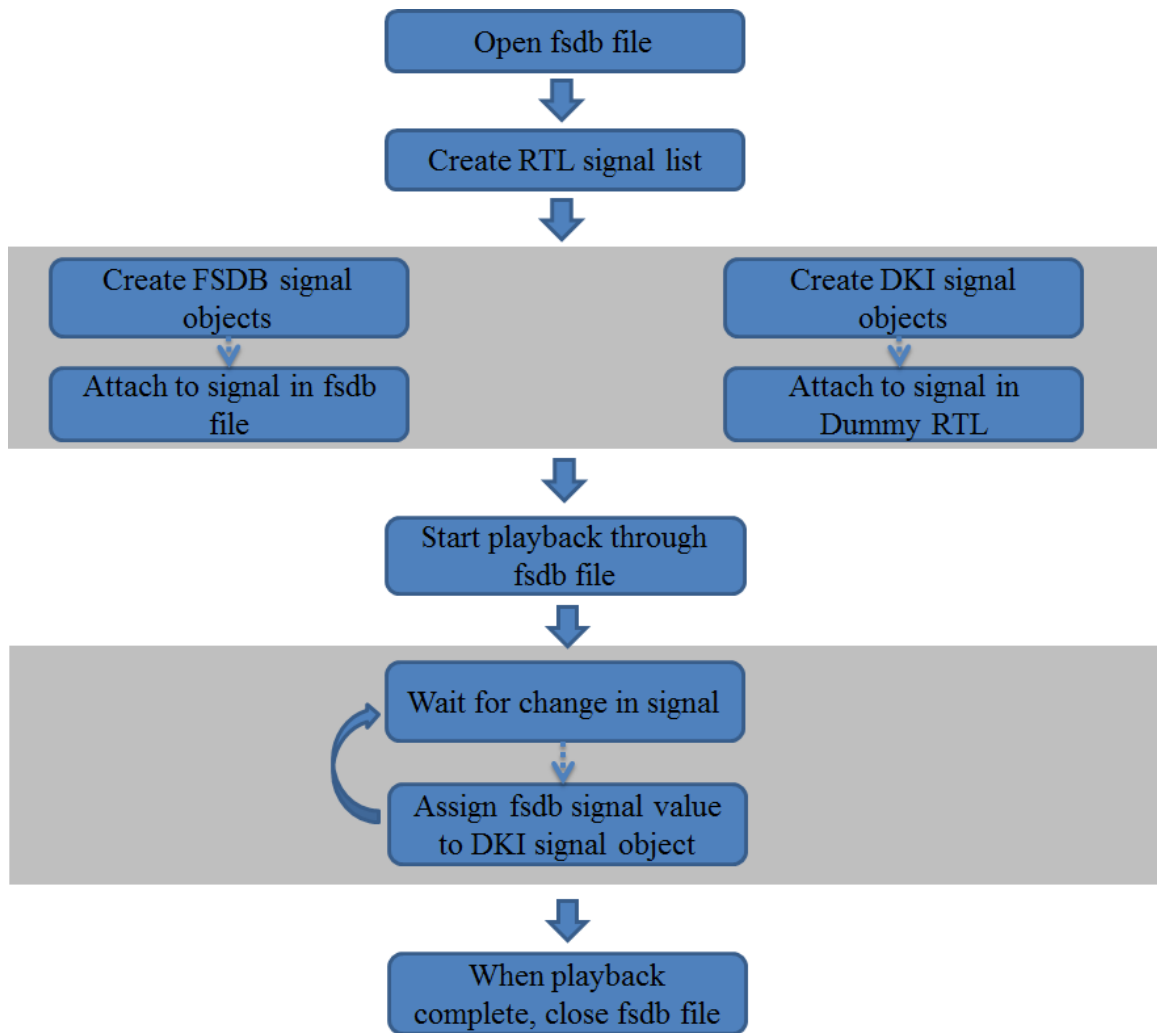 Open fsdb file
Create RTL signal list
Create FSDB signal
objects
Attach to signal in fsdb
file
Create DKI signal
objects
Attach to signal in
Dummy RTL
Start playback through
fsdb file
Wait for change in signal
Assign fsdb signal value
to DKI signal object
When playback
complete, close fsdb file